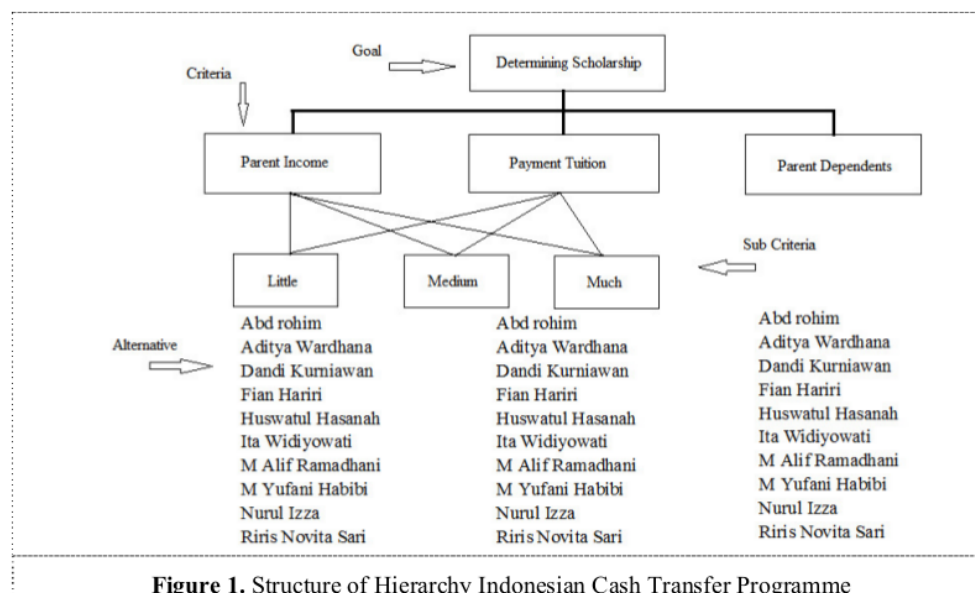 Goal
Determining Scholarship
Criteria
Parent Income
Payment Tuition
Parent Dependents
Sub Criteria
Little
Medium
Much
Alternative
Abd rohim
Aditya Wardhana
Dandi Kurniawan
Fian Hariri
Huswatul Hasanah
Ita Widiyowati
M Alif Ramadhani
M Yufani Habibi
Nurul Izza
Riris Novita Sari
Abd rohim
Aditya Wardhana
Dandi Kurniawan
Fian Hariri
Huswatul Hasanah
Ita Widiyowati
M Alif Ramadhani
M Yufani Habibi
Nurul Izza
Riris Novita Sari
Abd rohim
Aditya Wardhana
Dandi Kurniawan
Fian Hariri
Huswatul Hasanah
Ita Widiyowati
M Alif Ramadhani
M Yufani Habibi
Nurul Izza
Riris Novita Sari
Figure 1. Structure of Hierarchy Indonesian Cash Transfer Programme